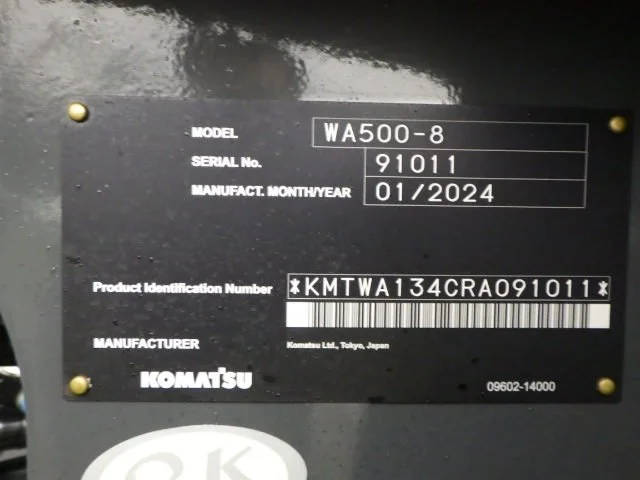 MODEL WA500-8
SERIAL No. 91011
MANUFACT. MONTH/YEAR 01/2024
Product Identification Number *KMTWA134CRA091011*
MANUFACTURER Komatsu Ltd., Tokyo, Japan
KOMATSU 09602-14000
OK